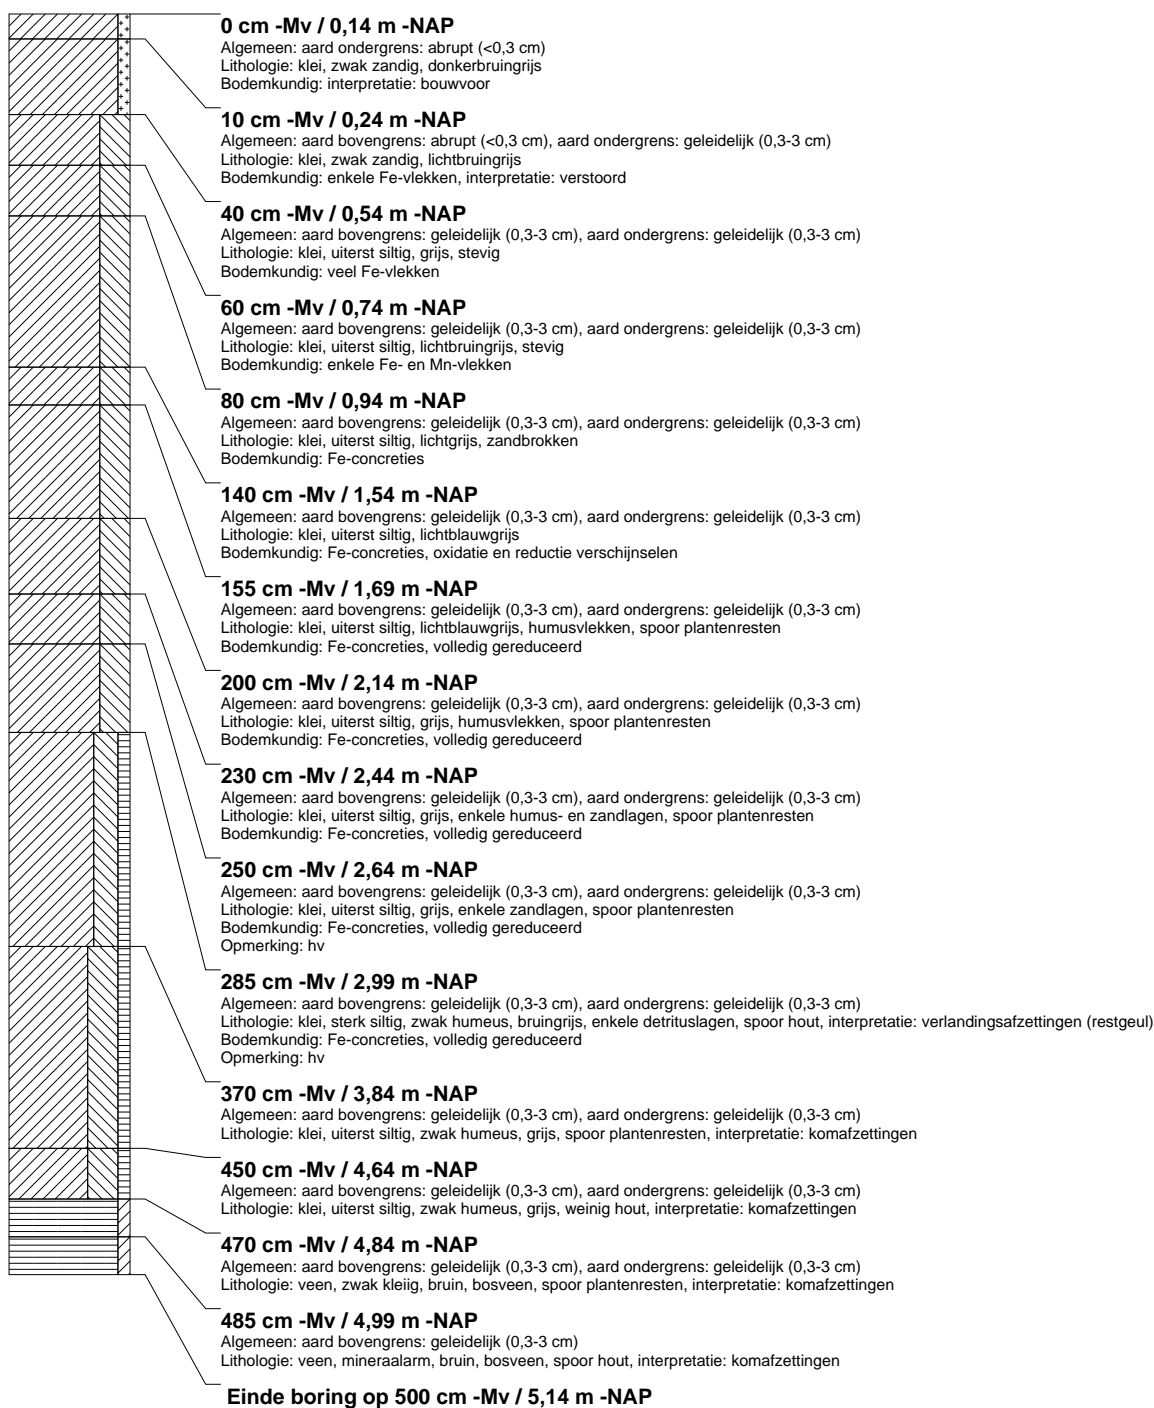 0 cm -Mv / 0,14 m -NAP
Algemeen: aard ondergrens: abrupt (<0,3 cm)
Lithologie: klei, zwak zandig, donkerbruingrijs
Bodemkundig: interpretatie: bouwvoor
10 cm -Mv / 0,24 m -NAP
Algemeen: aard bovengrens: abrupt (<0,3 cm), aard ondergrens: geleidelijk (0,3-3 cm)
Lithologie: klei, zwak zandig, lichtbruingrijs
Bodemkundig: enkele Fe-vlekken, interpretatie: verstoord
40 cm -Mv / 0,54 m -NAP
Algemeen: aard bovengrens: geleidelijk (0,3-3 cm), aard ondergrens: geleidelijk (0,3-3 cm)
Lithologie: klei, uiterst siltig, grijs, stevig
Bodemkundig: veel Fe-vlekken
60 cm -Mv / 0,74 m -NAP
Algemeen: aard bovengrens: geleidelijk (0,3-3 cm), aard ondergrens: geleidelijk (0,3-3 cm)
Lithologie: klei, uiterst siltig, lichtbruingrijs, stevig
Bodemkundig: enkele Fe- en Mn-vlekken
80 cm -Mv / 0,94 m -NAP
Algemeen: aard bovengrens: geleidelijk (0,3-3 cm), aard ondergrens: geleidelijk (0,3-3 cm)
Lithologie: klei, uiterst siltig, lichtgrijs, zandbrokken
Bodemkundig: Fe-concreties
140 cm -Mv / 1,54 m -NAP
Algemeen: aard bovengrens: geleidelijk (0,3-3 cm), aard ondergrens: geleidelijk (0,3-3 cm)
Lithologie: klei, uiterst siltig, lichtblauwgrijs
Bodemkundig: Fe-concreties, oxidatie en reductie verschijnselen
155 cm -Mv / 1,69 m -NAP
Algemeen: aard bovengrens: geleidelijk (0,3-3 cm), aard ondergrens: geleidelijk (0,3-3 cm)
Lithologie: klei, uiterst siltig, lichtblauwgrijs, humusvlekken, spoor plantenresten
Bodemkundig: Fe-concreties, volledig gereduceerd
200 cm -Mv / 2,14 m -NAP
Algemeen: aard bovengrens: geleidelijk (0,3-3 cm), aard ondergrens: geleidelijk (0,3-3 cm)
Lithologie: klei, uiterst siltig, grijs, humusvlekken, spoor plantenresten
Bodemkundig: Fe-concreties, volledig gereduceerd
230 cm -Mv / 2,44 m -NAP
Algemeen: aard bovengrens: geleidelijk (0,3-3 cm), aard ondergrens: geleidelijk (0,3-3 cm)
Lithologie: klei, uiterst siltig, grijs, enkele humus- en zandlagen, spoor plantenresten
Bodemkundig: Fe-concreties, volledig gereduceerd
250 cm -Mv / 2,64 m -NAP
Algemeen: aard bovengrens: geleidelijk (0,3-3 cm), aard ondergrens: geleidelijk (0,3-3 cm)
Lithologie: klei, uiterst siltig, grijs, enkele zandlagen, spoor plantenresten
Bodemkundig: Fe-concreties, volledig gereduceerd
Opmerking: hv
285 cm -Mv / 2,99 m -NAP
Algemeen: aard bovengrens: geleidelijk (0,3-3 cm), aard ondergrens: geleidelijk (0,3-3 cm)
Lithologie: klei, sterk siltig, zwak humeus, bruingrijs, enkele detrituslagen, spoor hout, interpretatie: verlandingsafzettingen (restgeul)
Bodemkundig: Fe-concreties, volledig gereduceerd
Opmerking: hv
370 cm -Mv / 3,84 m -NAP
Algemeen: aard bovengrens: geleidelijk (0,3-3 cm), aard ondergrens: geleidelijk (0,3-3 cm)
Lithologie: klei, uiterst siltig, zwak humeus, grijs, spoor plantenresten, interpretatie: komafzettingen
450 cm -Mv / 4,64 m -NAP
Algemeen: aard bovengrens: geleidelijk (0,3-3 cm), aard ondergrens: geleidelijk (0,3-3 cm)
Lithologie: klei, uiterst siltig, zwak humeus, grijs, weinig hout, interpretatie: komafzettingen
470 cm -Mv / 4,84 m -NAP
Algemeen: aard bovengrens: geleidelijk (0,3-3 cm), aard ondergrens: geleidelijk (0,3-3 cm)
Lithologie: veen, zwak kleiig, bruin, bosveen, spoor plantenresten, interpretatie: komafzettingen
485 cm -Mv / 4,99 m -NAP
Algemeen: aard bovengrens: geleidelijk (0,3-3 cm)
Lithologie: veen, mineraalarm, bruin, bosveen, spoor hout, interpretatie: komafzettingen
Einde boring op 500 cm -Mv / 5,14 m -NAP